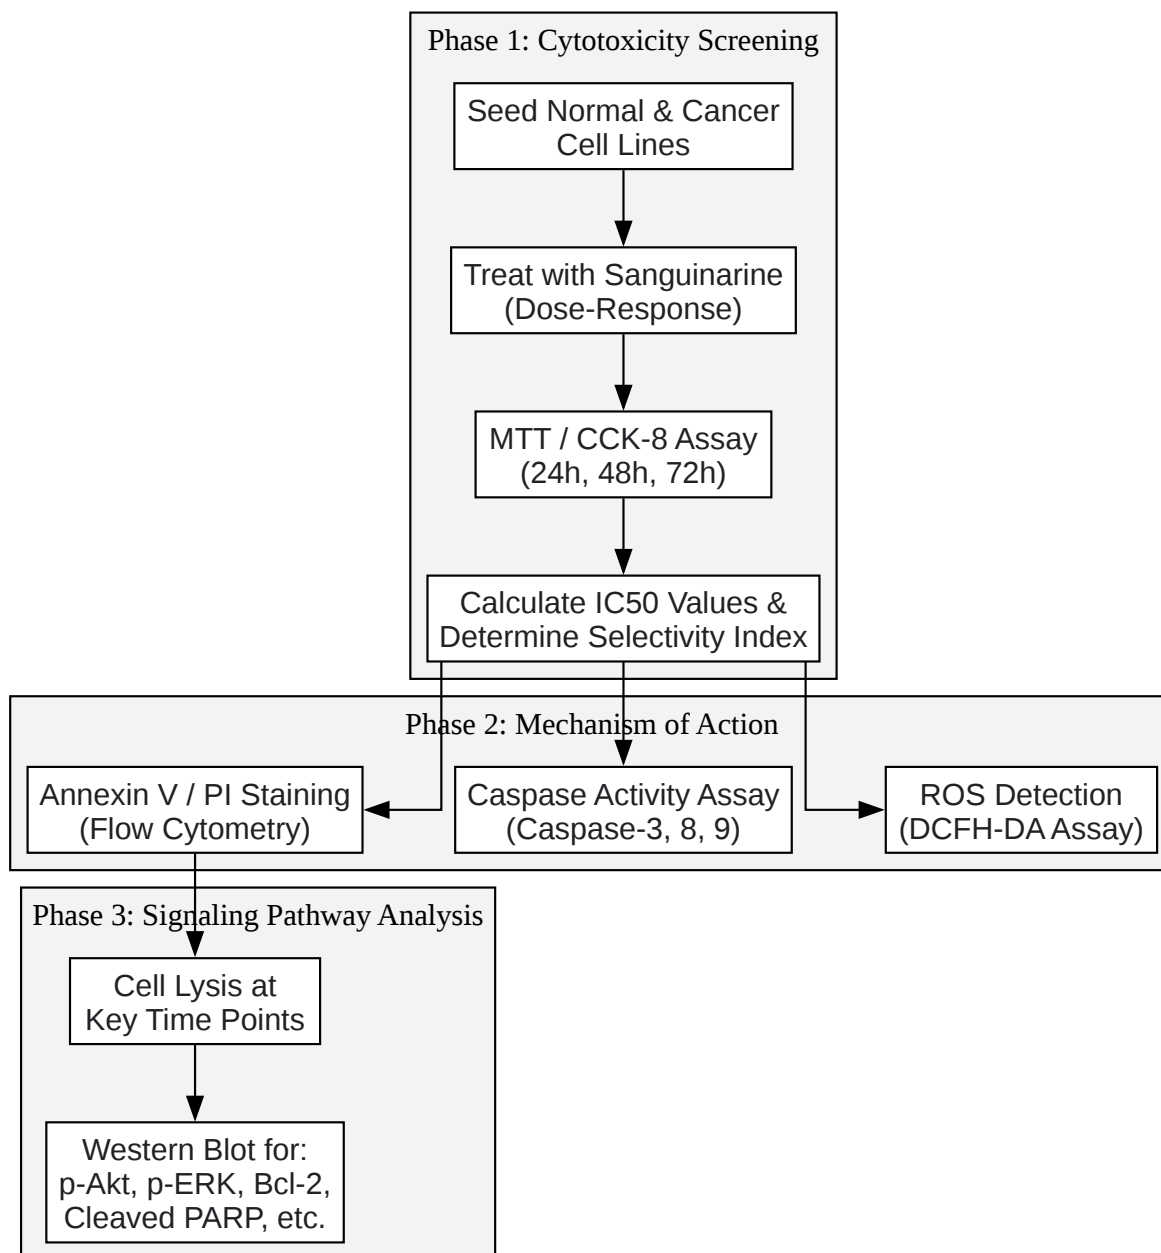 Phase 1: Cytotoxicity Screening
Seed Normal & Cancer
Cell Lines
Treat with Sanguinarine
(Dose-Response)
MTT / CCK-8 Assay
(24h, 48h, 72h)
Calculate IC50 Values &
Determine Selectivity Index
Phase 2: Mechanism of Action
Annexin V / PI Staining
(Flow Cytometry)
Caspase Activity Assay
(Caspase-3, 8, 9)
ROS Detection
(DCFH-DA Assay)
Phase 3: Signaling Pathway Analysis
Cell Lysis at
Key Time Points
Western Blot for:
p-Akt, p-ERK, Bcl-2,
Cleaved PARP, etc.